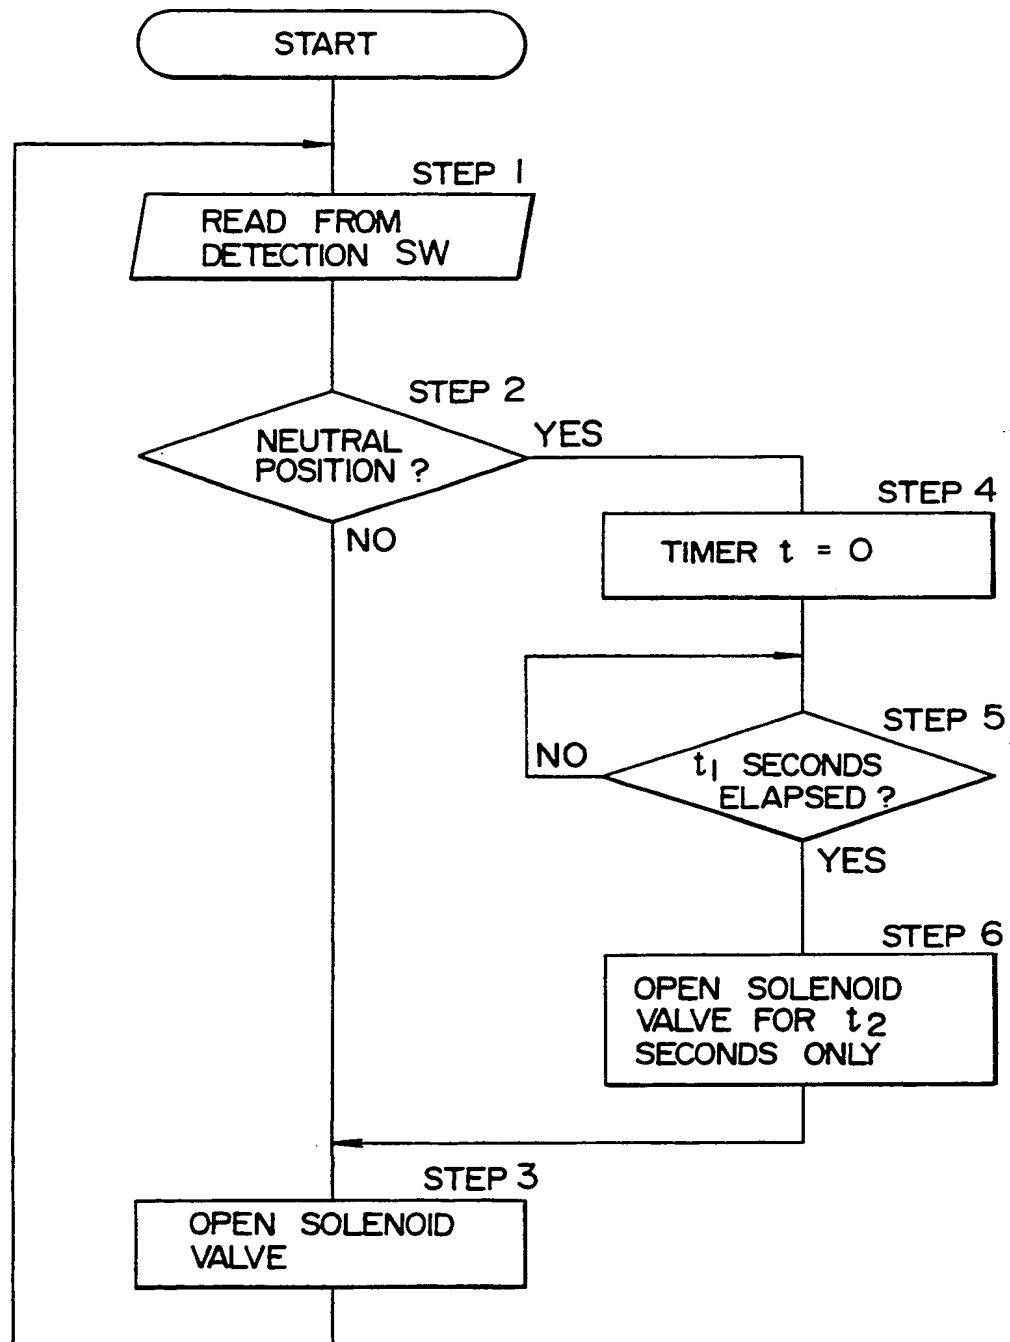 START
STEP 1
READ FROM
DETECTION SW
STEP 2
NEUTRAL
POSITION ?
YES
NO
STEP 4
TIMER t = 0
STEP 5
NO
t1 SECONDS
ELAPSED ?
YES
STEP 6
OPEN SOLENOID
VALVE FOR t2
SECONDS ONLY
STEP 3
OPEN SOLENOID
VALVE